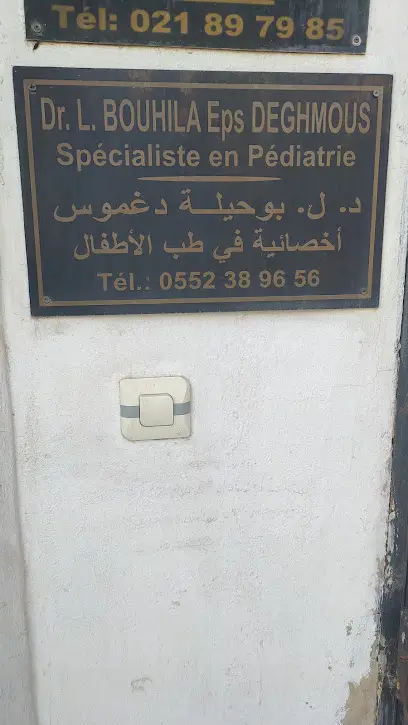 Tél: 021 89 79 85
Dr. L. BOUHILA Eps DEGHMOUS
Spécialiste en Pédiatrie
د. ل. بوحيلــة دغموس
أخصائية في طب الأطفال
Tél.: 0552 38 96 56